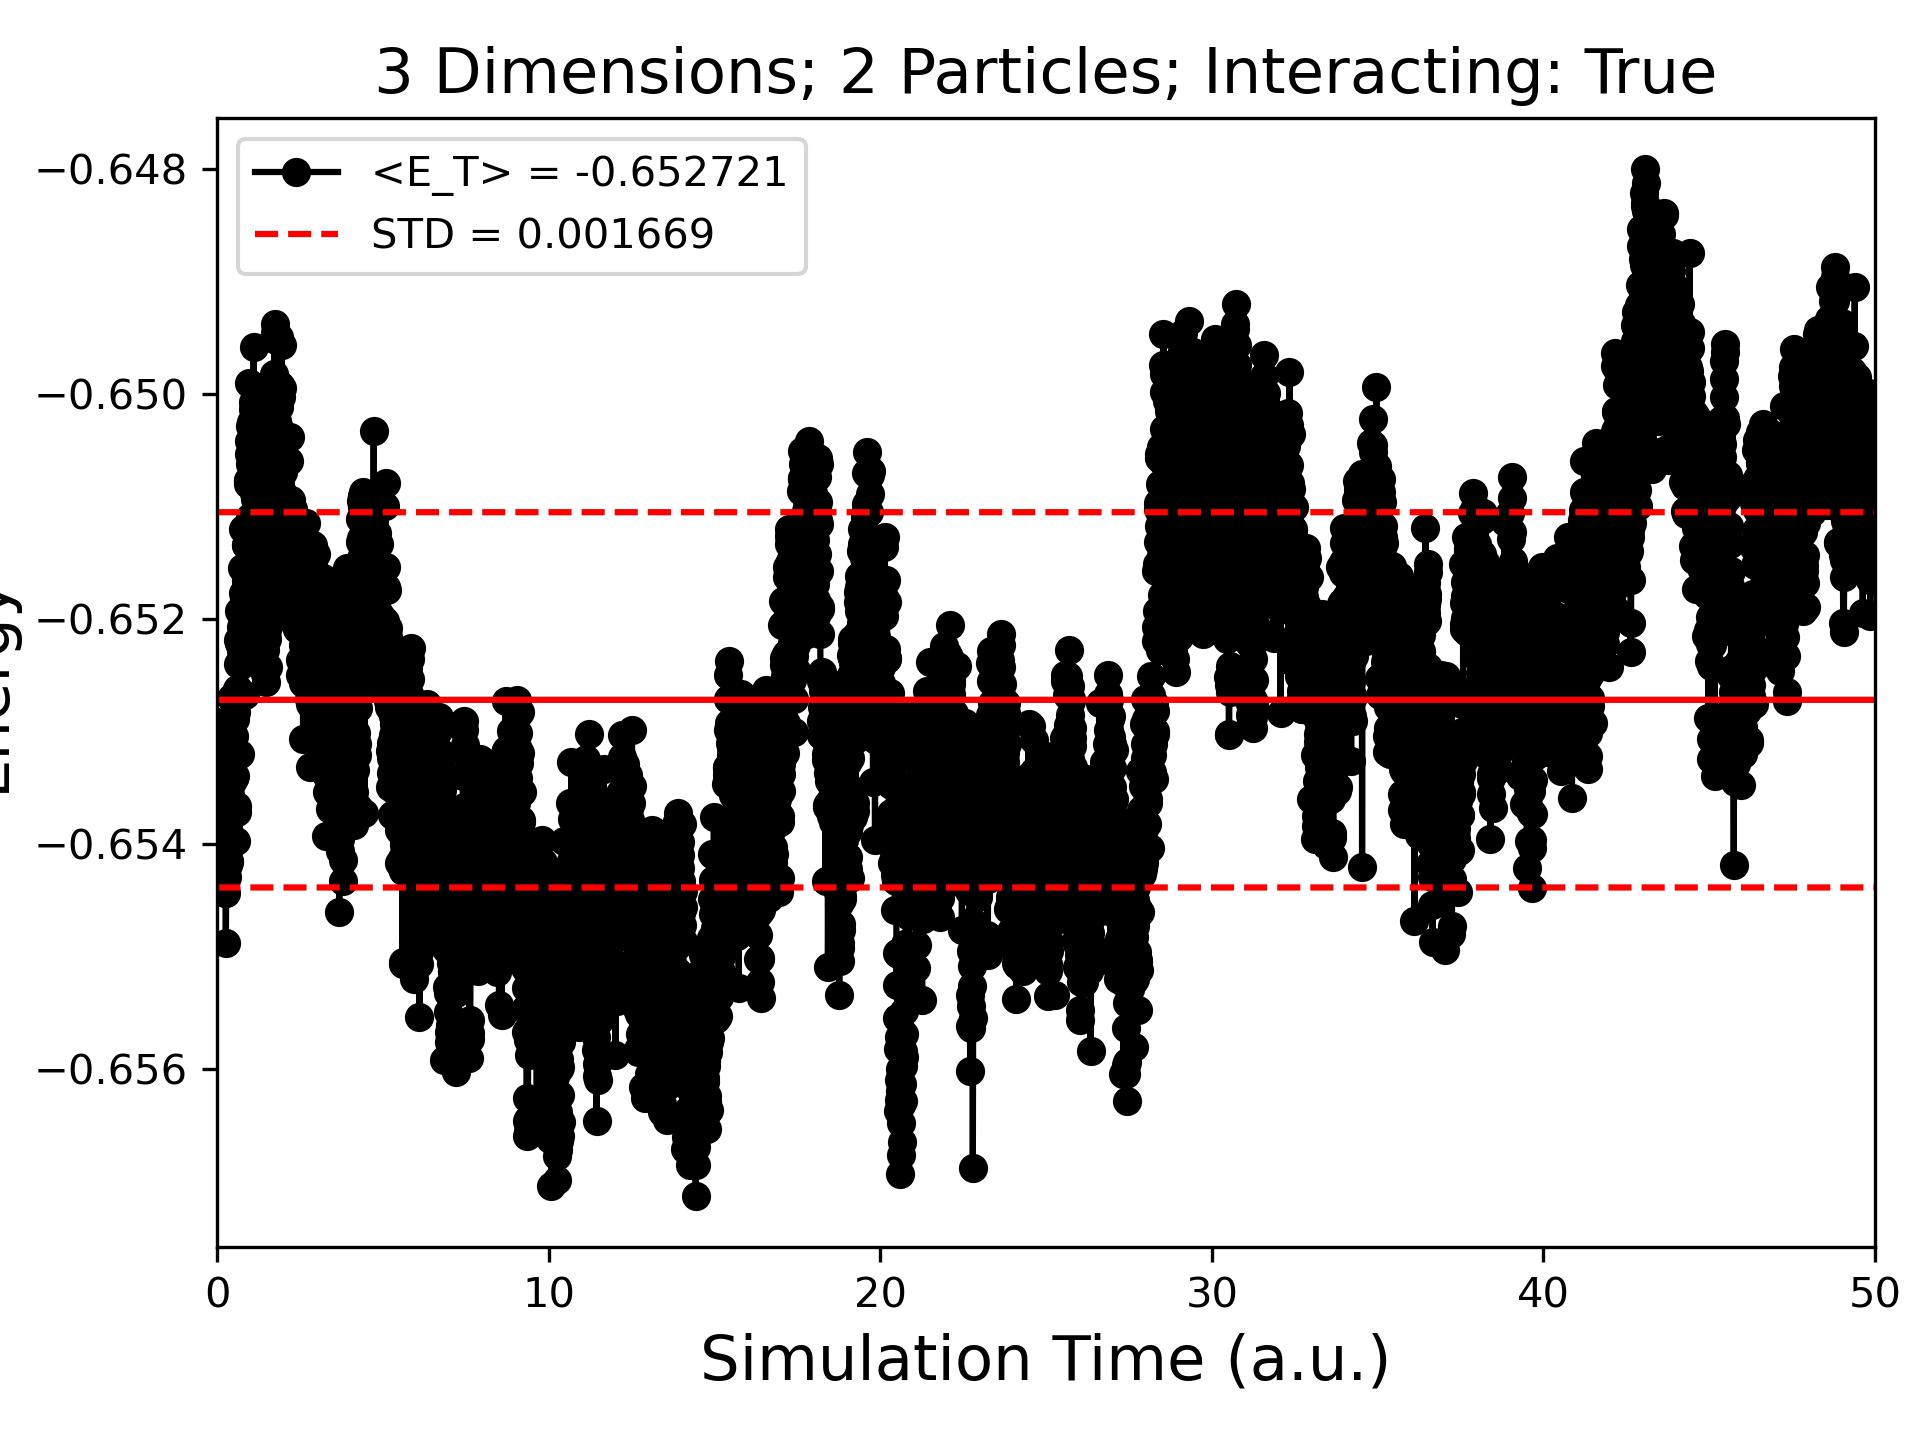 3 Dimensions; 2 Particles; Interacting: True
<E_T> = -0.652721
STD = 0.001669
−0.648
−0.650
−0.652
−0.654
−0.656
Energy
0 10 20 30 40 50
Simulation Time (a.u.)